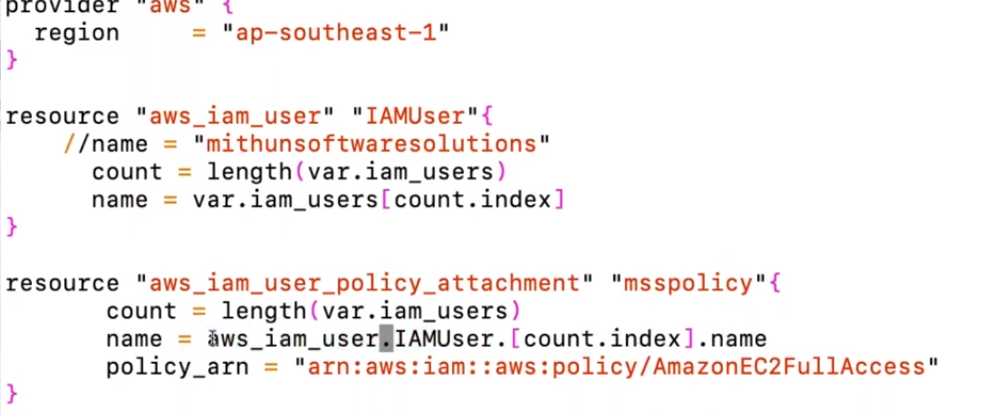 provider "aws" {
  region     = "ap-southeast-1"
}

resource "aws_iam_user" "IAMUser"{
    //name = "mithunsoftwaresolutions"
      count = length(var.iam_users)
      name = var.iam_users[count.index]
}

resource "aws_iam_user_policy_attachment" "msspolicy"{
       count = length(var.iam_users)
       name = aws_iam_user.IAMUser.[count.index].name
       policy_arn = "arn:aws:iam::aws:policy/AmazonEC2FullAccess"
}